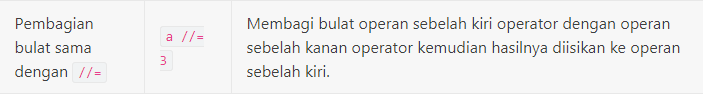 Pembagian
bulat sama
dengan //=
a //=
3
Membagi bulat operan sebelah kiri operator dengan operan
sebelah kanan operator kemudian hasilnya diisikan ke operan
sebelah kiri.